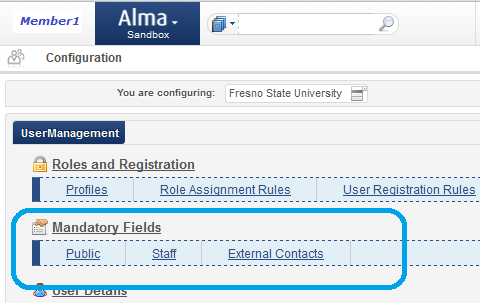 Member1
Alma
Sandbox
Configuration
You are configuring: Fresno State University
UserManagement
Roles and Registration
Profiles Role Assignment Rules User Registration Rules
Mandatory Fields
Public Staff External Contacts
User Details